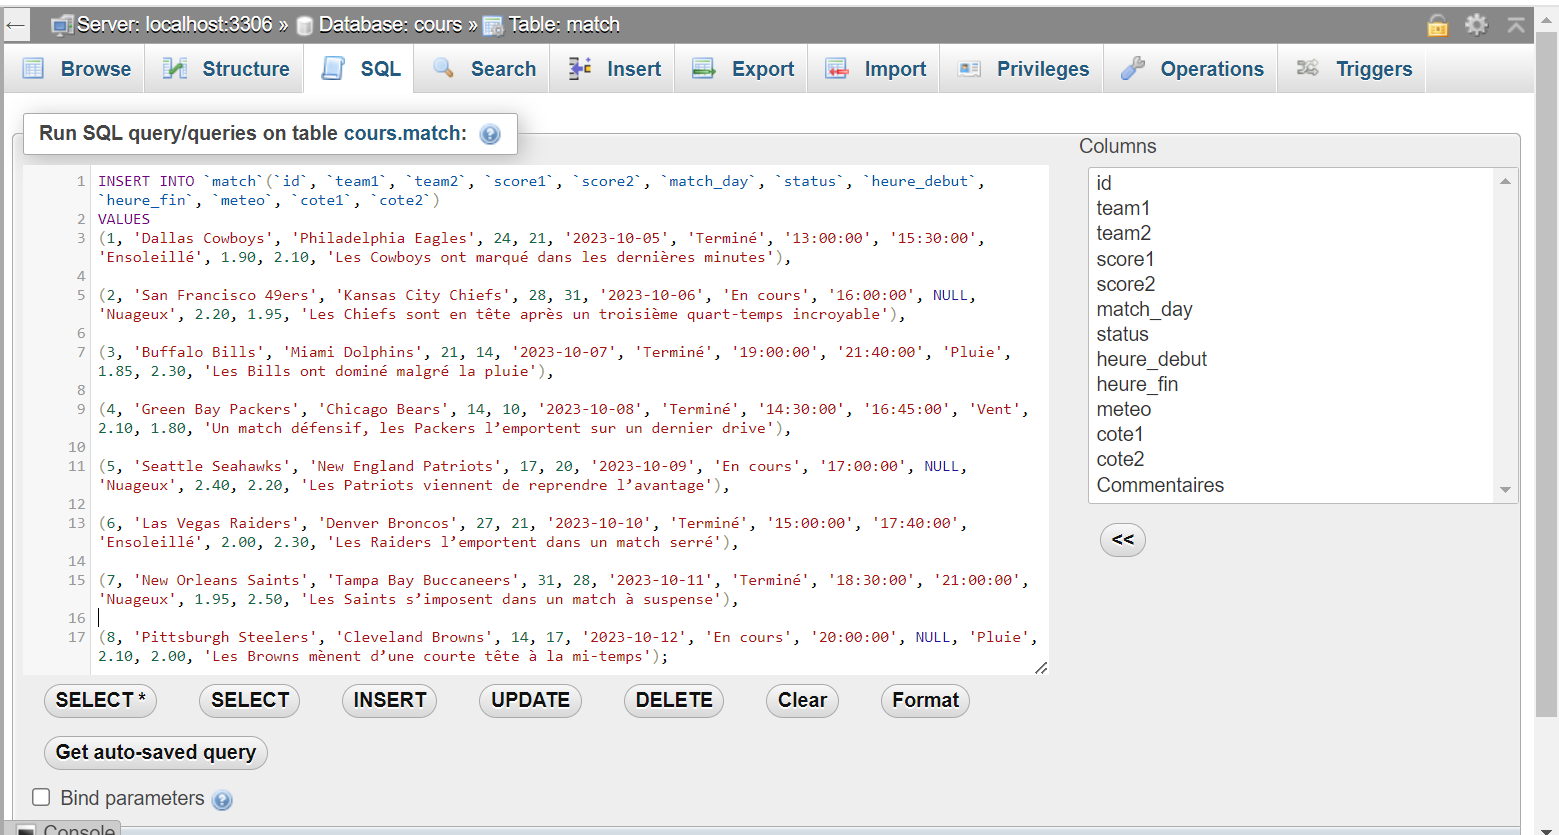 Server: localhost:3306 » Database: cours » Table: match
Browse Structure SQL Search Insert Export Import Privileges Operations Triggers
Run SQL query/queries on table cours.match:
1 INSERT INTO `match`(`id`, `team1`, `team2`, `score1`, `score2`, `match_day`, `status`, `heure_debut`,
`heure_fin`, `meteo`, `cote1`, `cote2`)
2 VALUES
3 (1, 'Dallas Cowboys', 'Philadelphia Eagles', 24, 21, '2023-10-05', 'Terminé', '13:00:00', '15:30:00',
'Ensoleillé', 1.90, 2.10, 'Les Cowboys ont marqué dans les dernières minutes'),
4
5 (2, 'San Francisco 49ers', 'Kansas City Chiefs', 28, 31, '2023-10-06', 'En cours', '16:00:00', NULL,
'Nuageux', 2.20, 1.95, 'Les Chiefs sont en tête après un troisième quart-temps incroyable'),
6
7 (3, 'Buffalo Bills', 'Miami Dolphins', 21, 14, '2023-10-07', 'Terminé', '19:00:00', '21:40:00', 'Pluie',
1.85, 2.30, 'Les Bills ont dominé malgré la pluie'),
8
9 (4, 'Green Bay Packers', 'Chicago Bears', 14, 10, '2023-10-08', 'Terminé', '14:30:00', '16:45:00', 'Vent',
2.10, 1.80, 'Un match défensif, les Packers l’emportent sur un dernier drive'),
10
11 (5, 'Seattle Seahawks', 'New England Patriots', 17, 20, '2023-10-09', 'En cours', '17:00:00', NULL,
'Nuageux', 2.40, 2.20, 'Les Patriots viennent de reprendre l’avantage'),
12
13 (6, 'Las Vegas Raiders', 'Denver Broncos', 27, 21, '2023-10-10', 'Terminé', '15:00:00', '17:40:00',
'Ensoleillé', 2.00, 2.30, 'Les Raiders l’emportent dans un match serré'),
14
15 (7, 'New Orleans Saints', 'Tampa Bay Buccaneers', 31, 28, '2023-10-11', 'Terminé', '18:30:00', '21:00:00',
'Nuageux', 1.95, 2.50, 'Les Saints s’imposent dans un match à suspense'),
16
17 (8, 'Pittsburgh Steelers', 'Cleveland Browns', 14, 17, '2023-10-12', 'En cours', '20:00:00', NULL, 'Pluie',
2.10, 2.00, 'Les Browns mènent d’une courte tête à la mi-temps');
Columns
id
team1
team2
score1
score2
match_day
status
heure_debut
heure_fin
meteo
cote1
cote2
Commentaires
<<
SELECT * SELECT INSERT UPDATE DELETE Clear Format
Get auto-saved query
Bind parameters
Console